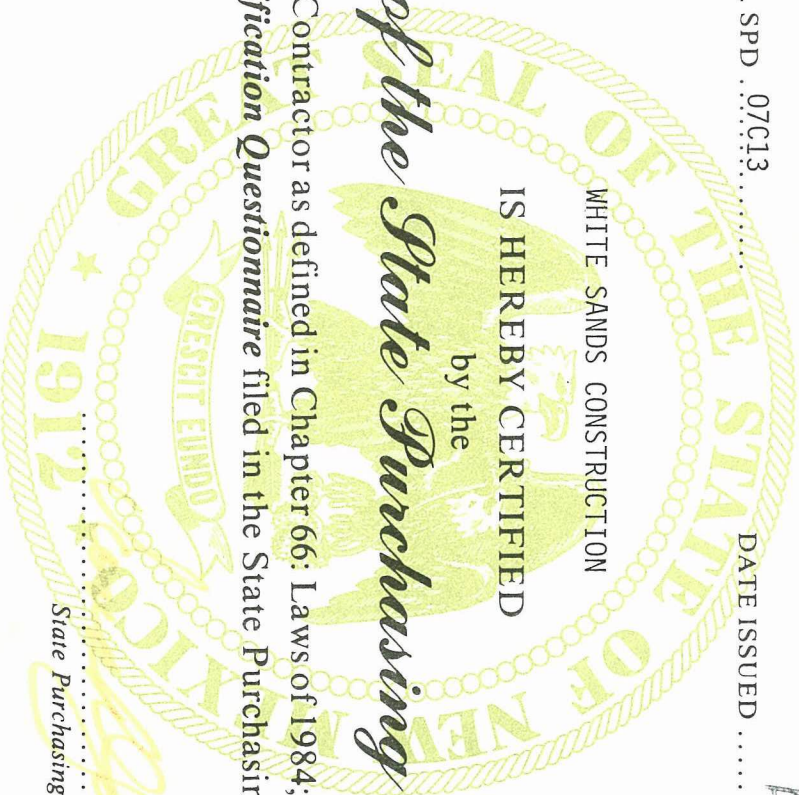 SPD . 07C13 DATE ISSUED
WHITE SANDS CONSTRUCTION
IS HEREBY CERTIFIED
by the
of the State Purchasing
Contractor as defined in Chapter 66: Laws of 1984;
Questionnaire filed in the State
State Purchasing
GREAT SEAL OF THE STATE OF NEW MEXICO
CRESCIT EUNDO
★ 1912